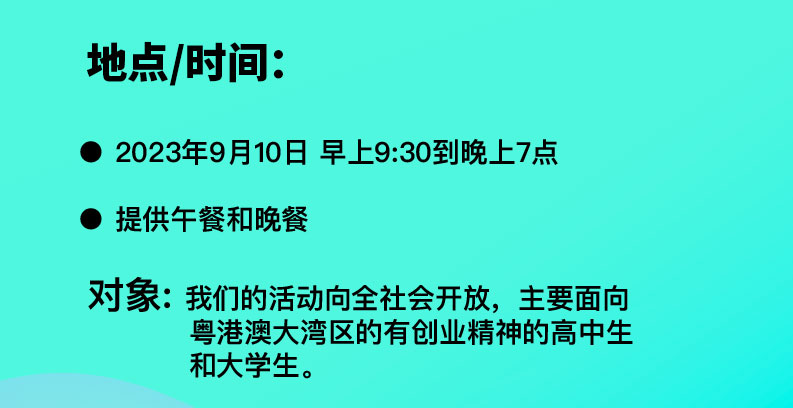 地点/时间：
● 2023年9月10日 早上9:30到晚上7点
● 提供午餐和晚餐
对象: 我们的活动向全社会开放，主要面向
粤港澳大湾区的有创业精神的高中生
和大学生。